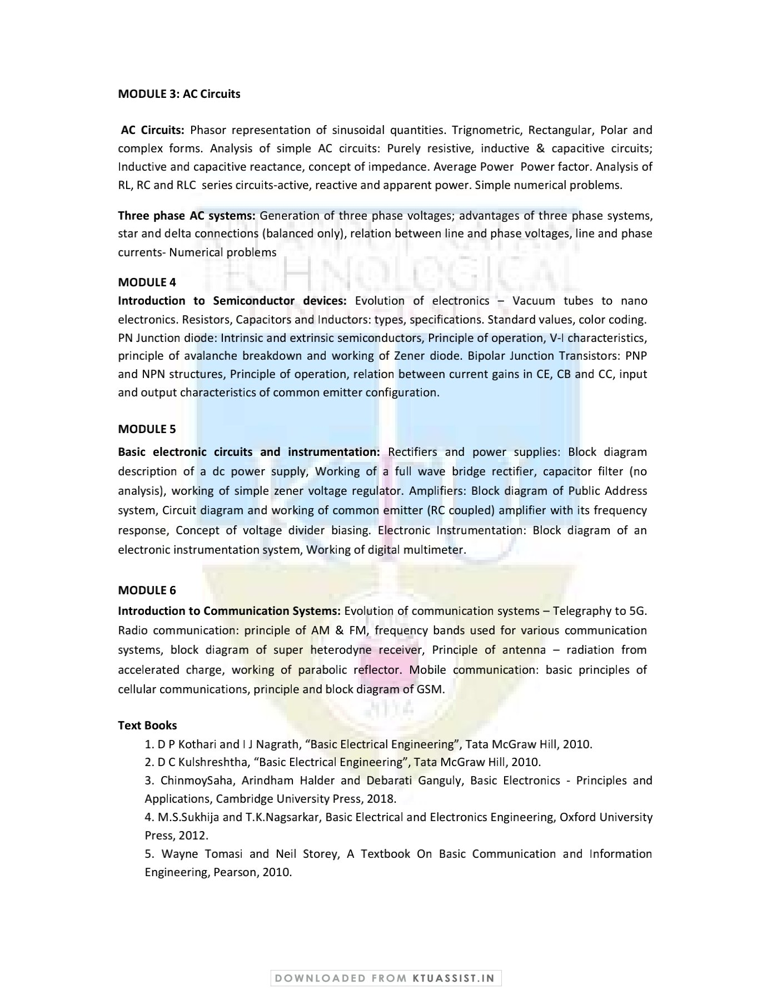 MODULE 3: AC Circuits
AC Circuits: Phasor representation of sinusoidal quantities. Trignometric, Rectangular, Polar and
complex forms. Analysis of simple AC circuits: Purely resistive, inductive & capacitive circuits;
Inductive and capacitive reactance, concept of impedance. Average Power Power factor. Analysis of
RL, RC and RLC series circuits-active, reactive and apparent power. Simple numerical problems.
Three phase AC systems: Generation of three phase voltages; advantages of three phase systems,
star and delta connections (balanced only), relation between line and phase voltages, line and phase
currents- Numerical problems
TECHNOLOGICAL
MODULE 4
Introduction to Semiconductor devices: Evolution of electronics – Vacuum tubes to nano
electronics. Resistors, Capacitors and Inductors: types, specifications. Standard values, color coding.
PN Junction diode: Intrinsic and extrinsic semiconductors, Principle of operation, V-I characteristics,
principle of avalanche breakdown and working of Zener diode. Bipolar Junction Transistors: PNP
and NPN structures, Principle of operation, relation between current gains in CE, CB and CC, input
and output characteristics of common emitter configuration.
MODULE 5
Basic electronic circuits and instrumentation: Rectifiers and power supplies: Block diagram
description of a dc power supply, Working of a full wave bridge rectifier, capacitor filter (no
analysis), working of simple zener voltage regulator. Amplifiers: Block diagram of Public Address
system, Circuit diagram and working of common emitter (RC coupled) amplifier with its frequency
response, Concept of voltage divider biasing. Electronic Instrumentation: Block diagram of an
electronic instrumentation system, Working of digital multimeter.
KTU
MODULE 6
Introduction to Communication Systems: Evolution of communication systems – Telegraphy to 5G.
Radio communication: principle of AM & FM, frequency bands used for various communication
systems, block diagram of super heterodyne receiver, Principle of antenna – radiation from
accelerated charge, working of parabolic reflector. Mobile communication: basic principles of
cellular communications, principle and block diagram of GSM.
2014
Text Books
1. D P Kothari and I J Nagrath, “Basic Electrical Engineering”, Tata McGraw Hill, 2010.
2. D C Kulshreshtha, “Basic Electrical Engineering”, Tata McGraw Hill, 2010.
3. ChinmoySaha, Arindham Halder and Debarati Ganguly, Basic Electronics - Principles and
Applications, Cambridge University Press, 2018.
4. M.S.Sukhija and T.K.Nagsarkar, Basic Electrical and Electronics Engineering, Oxford University
Press, 2012.
5. Wayne Tomasi and Neil Storey, A Textbook On Basic Communication and Information
Engineering, Pearson, 2010.
DOWNLOADED FROM KTUASSIST.IN